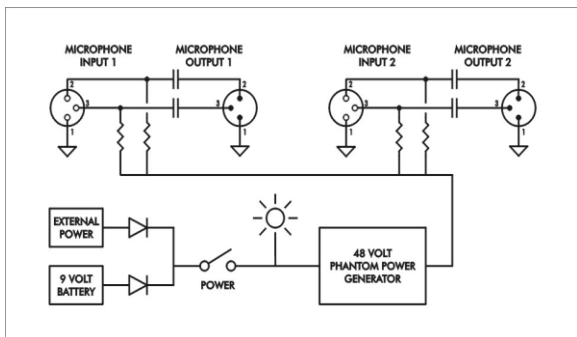 MICROPHONE
INPUT 1
MICROPHONE
OUTPUT 1
MICROPHONE
INPUT 2
MICROPHONE
OUTPUT 2
2
2
3
3
1
1
2
2
3
3
1
1
EXTERNAL
POWER
9 VOLT
BATTERY
POWER
48 VOLT
PHANTOM POWER
GENERATOR